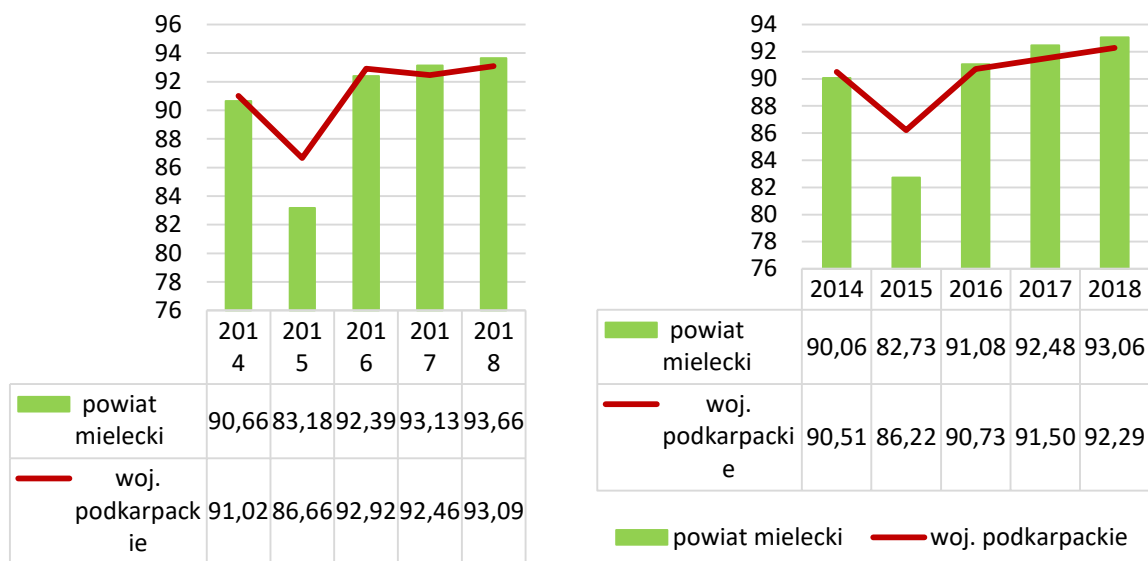 96
94
92
90
88
86
84
82
80
78
76
201
4
201
5
201
6
201
7
201
8
powiat
mielecki
90,66 83,18 92,39 93,13 93,66
woj.
podkarpack
ie
91,02 86,66 92,92 92,46 93,09
94
92
90
88
86
84
82
80
78
76
2014 2015 2016 2017 2018
powiat
mielecki
90,06 82,73 91,08 92,48 93,06
woj.
podkarpacki
e
90,51 86,22 90,73 91,50 92,29
powiat mielecki woj. podkarpackie